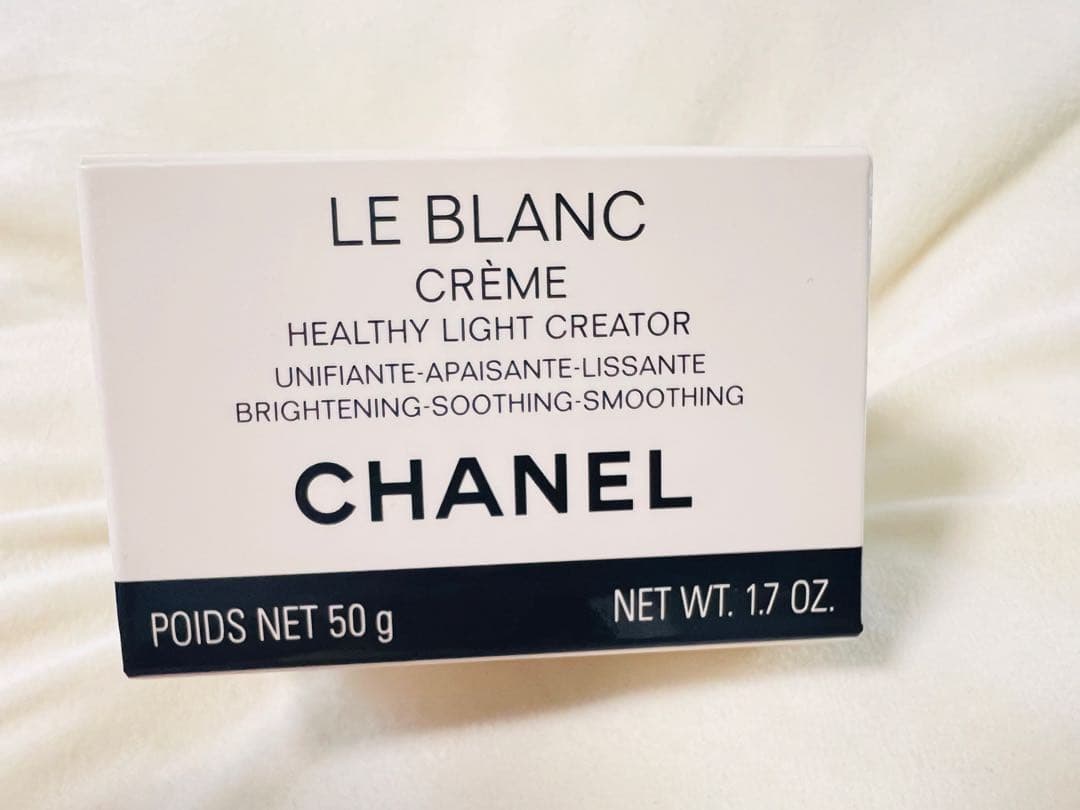 LE BLANC
CRÈME
HEALTHY LIGHT CREATOR
UNIFIANTE-APAISANTE-LISSANTE
BRIGHTENING-SOOTHING-SMOOTHING
CHANEL
POIDS NET 50 g NET WT. 1.7 OZ.